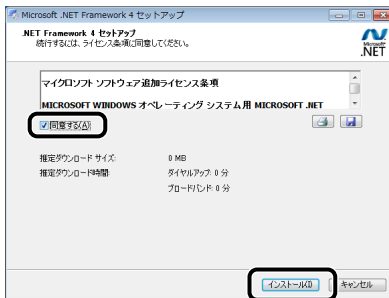 Microsoft .NET Framework 4 セットアップ
.NET Framework 4 セットアップ
続行するには、ライセンス条項に同意してください。
Microsoft
.NET
マイクロソフト ソフトウェア追加ライセンス条項
MICROSOFT WINDOWS オペレーティング システム用 MICROSOFT .NET
同意する(A)
推定ダウンロード サイズ: 0 MB
推定ダウンロード時間: ダイヤルアップ: 0 分
ブロードバンド: 0 分
インストール(I) キャンセル